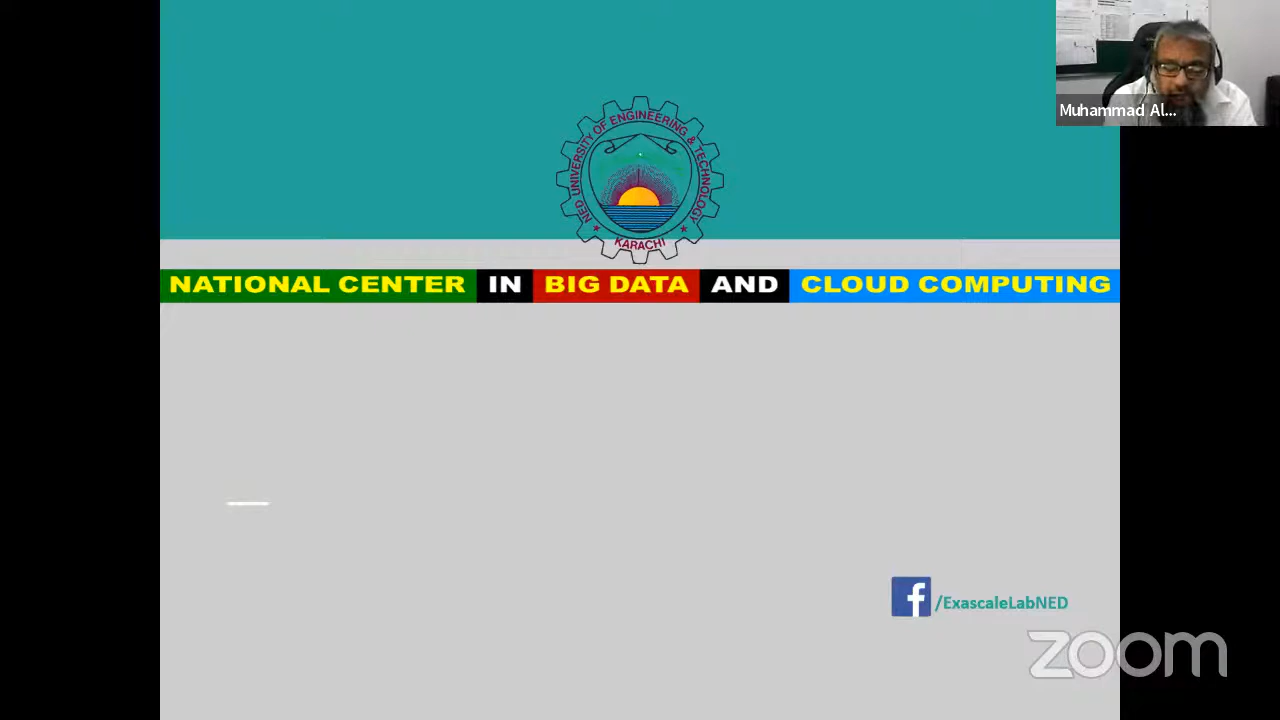 Muhammad Al...
NED UNIVERSITY OF ENGINEERING & TECHNOLOGY
KARACHI
NATIONAL CENTER IN BIG DATA AND CLOUD COMPUTING
/ExascaleLabNED
zoom